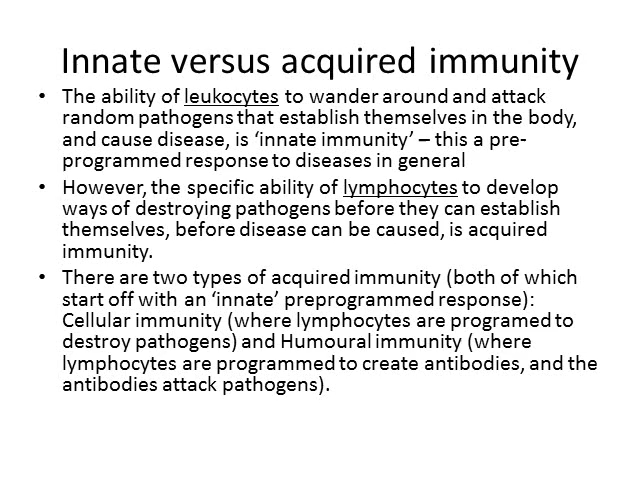 Innate versus acquired immunity
• The ability of leukocytes to wander around and attack
random pathogens that establish themselves in the body,
and cause disease, is ‘innate immunity’ – this a pre-
programmed response to diseases in general
• However, the specific ability of lymphocytes to develop
ways of destroying pathogens before they can establish
themselves, before disease can be caused, is acquired
immunity.
• There are two types of acquired immunity (both of which
start off with an ‘innate’ preprogrammed response):
Cellular immunity (where lymphocytes are programed to
destroy pathogens) and Humoural immunity (where
lymphocytes are programmed to create antibodies, and the
antibodies attack pathogens).